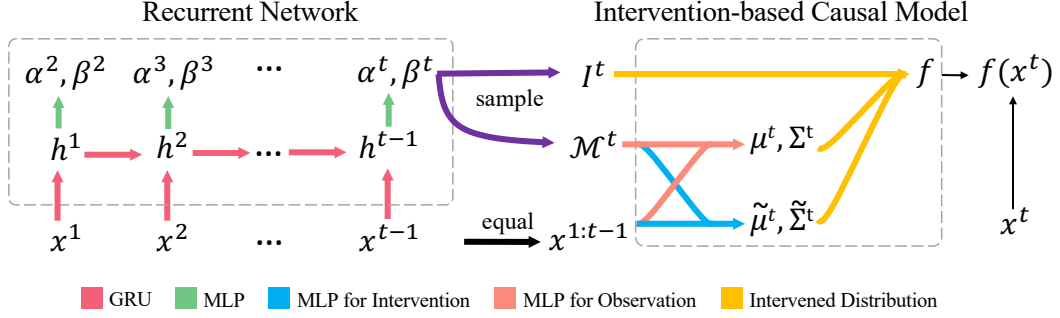 Recurrent Network
Intervention-based Causal Model
α², β² α³, β³ ... αᵗ, βᵗ
Iᵗ
f
f(xᵗ)
sample
h¹ h² ... hᵗ⁻¹
ℳᵗ
μᵗ, Σᵗ
x¹ x² ... xᵗ⁻¹
equal
x¹:ᵗ⁻¹
μ̃ᵗ, Σ̃ᵗ
xᵗ
GRU
MLP
MLP for Intervention
MLP for Observation
Intervened Distribution